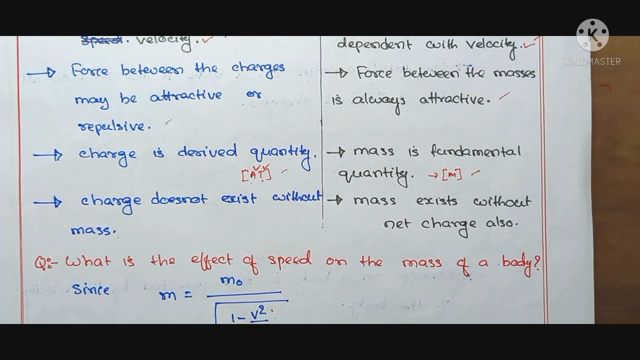 speed. velocity.
→ Force between the charges
may be attractive or
repulsive.
→ charge is derived quantity.
[AT]
→ charge doesnot exist without
mass.
dependent with velocity.
→ Force between the masses
is always attractive.
→ mass is fundamental
quantity. → [M]
→ mass exists without
net charge also.
Q:- What is the effect of speed on the mass of a body?
Since m = m₀
1 - v²
KINEMASTER